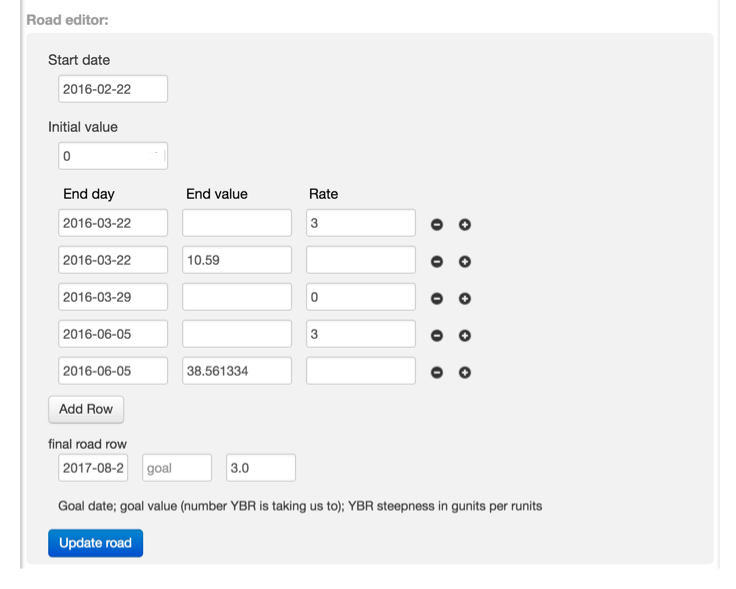 Road editor:
Start date
2016-02-22
Initial value
0
End day End value Rate
2016-03-22 3
2016-03-22 10.59
2016-03-29 0
2016-06-05 3
2016-06-05 38.561334
Add Row
final road row
2017-08-2 goal 3.0
Goal date; goal value (number YBR is taking us to); YBR steepness in gunits per runits
Update road